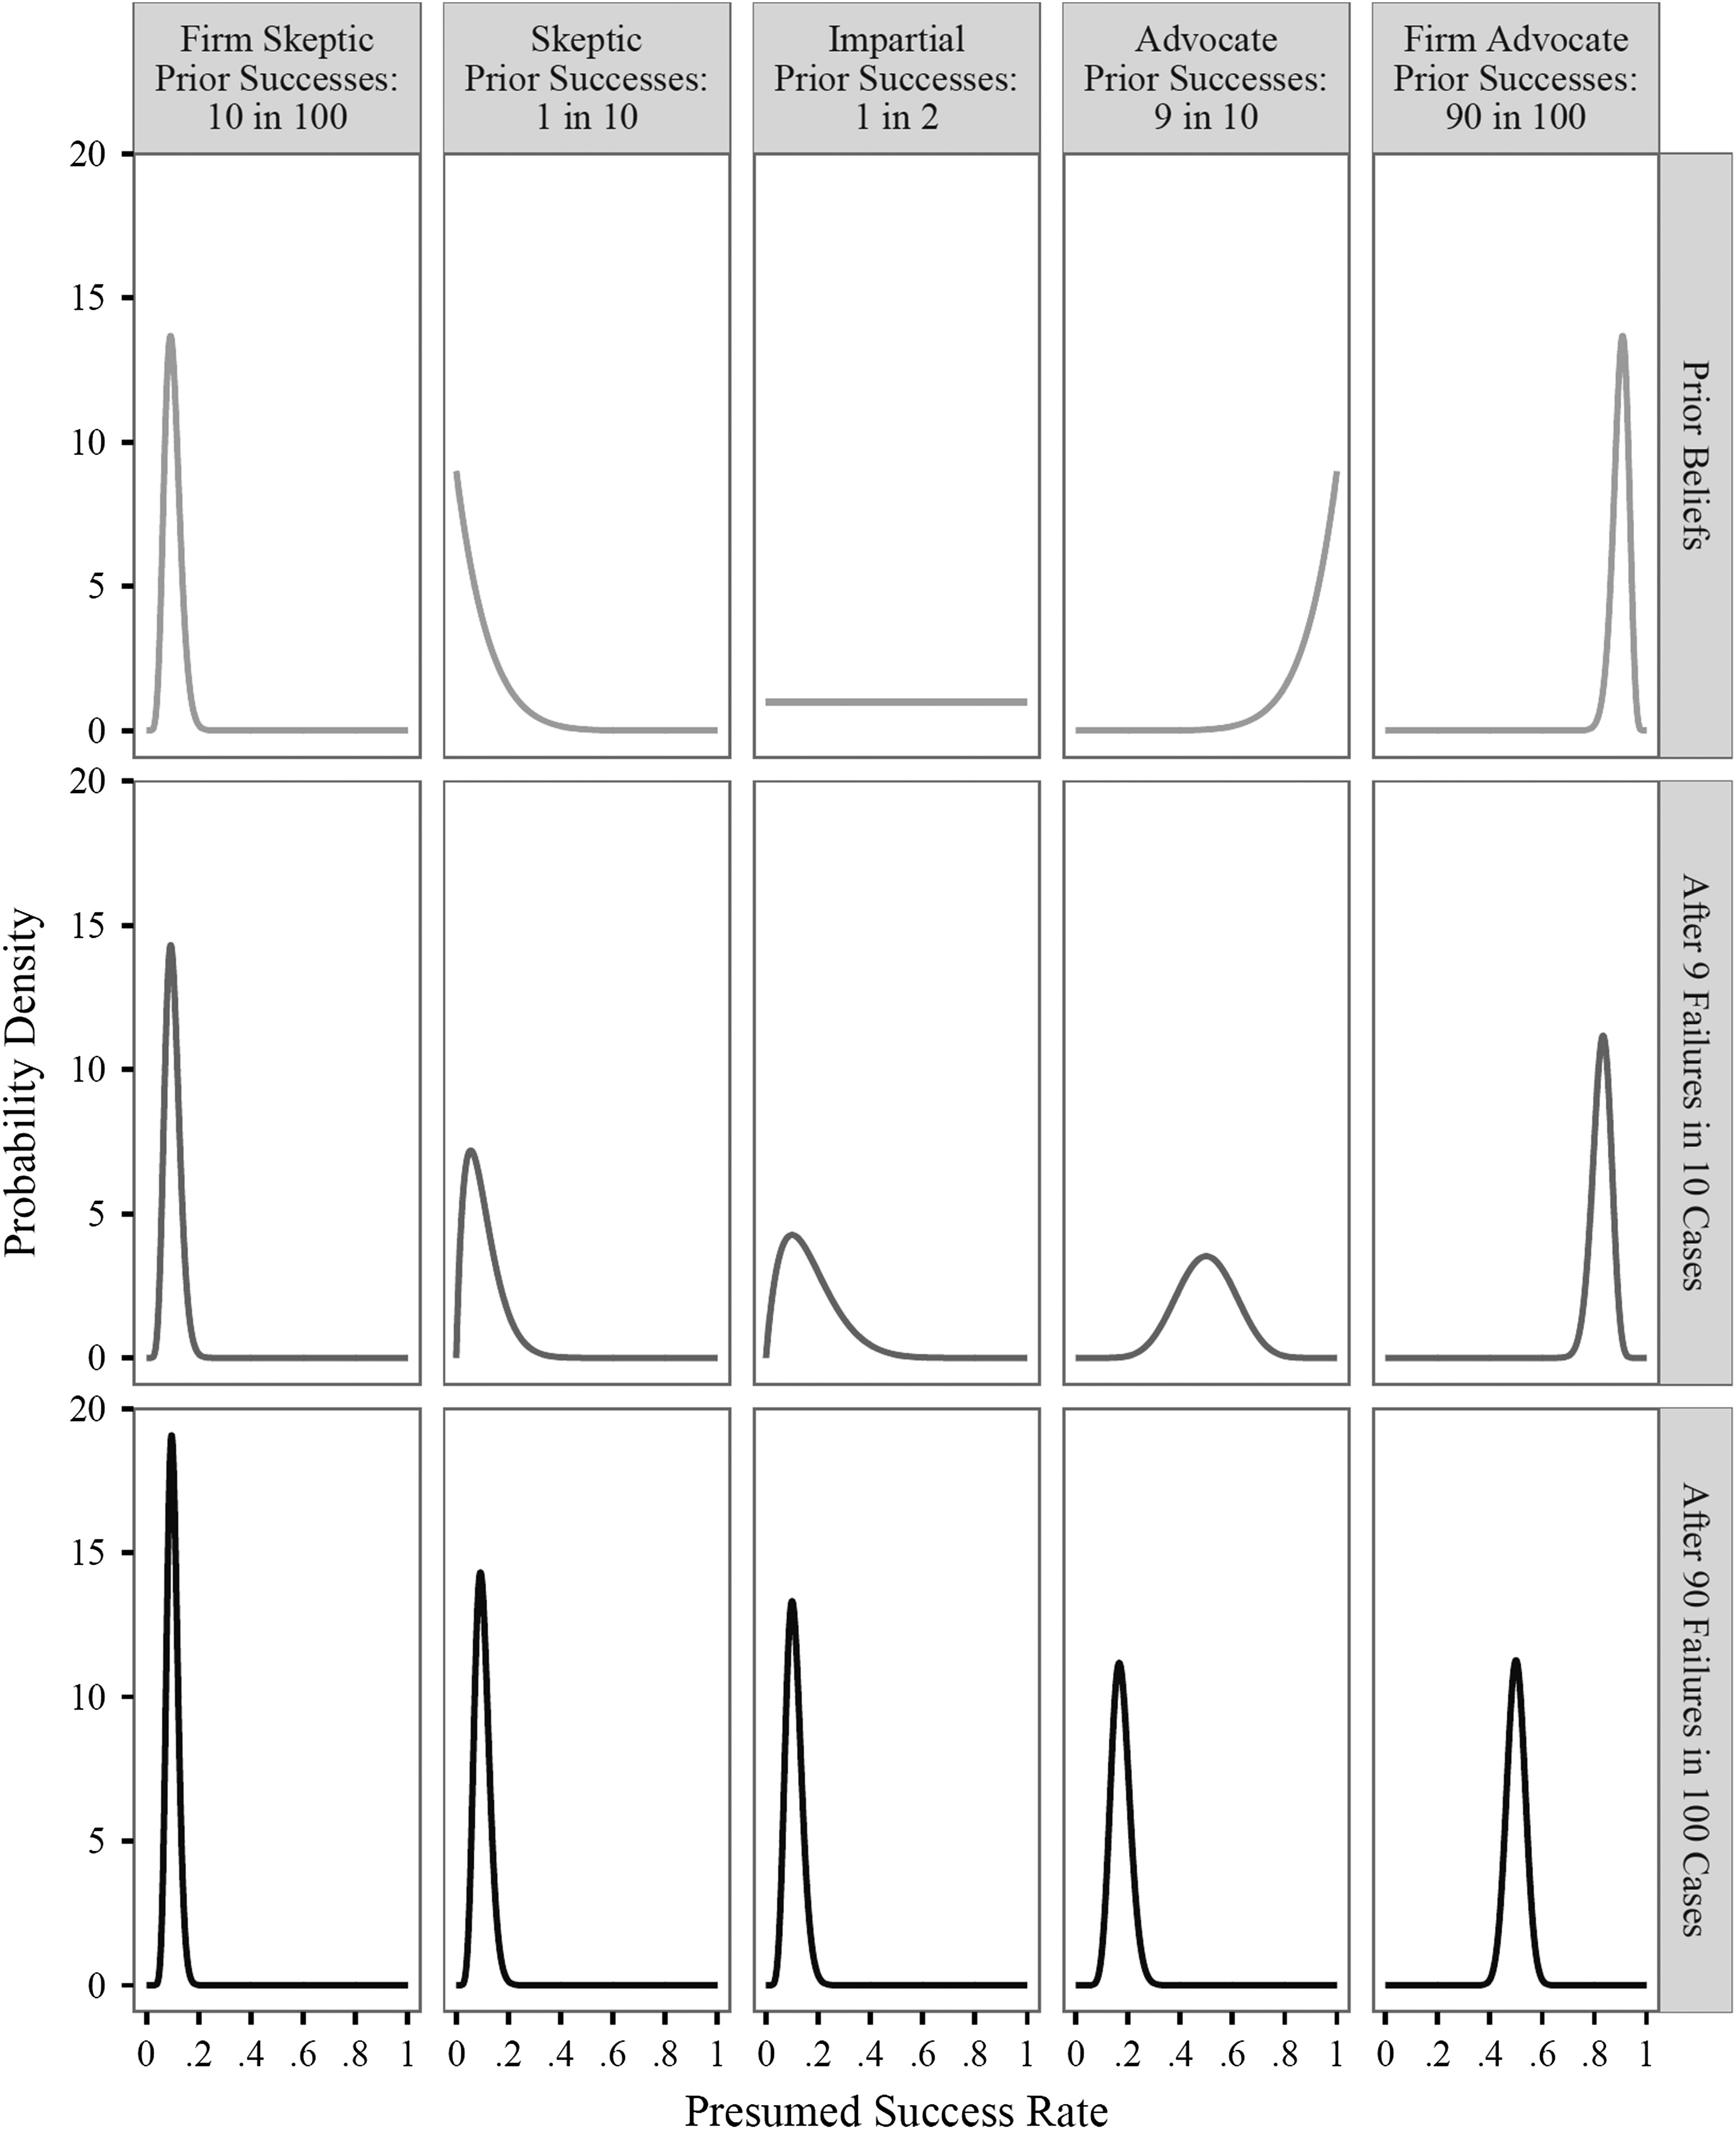 Firm Skeptic
Prior Successes:
10 in 100
Skeptic
Prior Successes:
1 in 10
Impartial
Prior Successes:
1 in 2
Advocate
Prior Successes:
9 in 10
Firm Advocate
Prior Successes:
90 in 100
20
15
10
5
0
Prior Beliefs
20
15
10
5
0
After 9 Failures in 10 Cases
20
15
10
5
0
After 90 Failures in 100 Cases
Probability Density
0 .2 .4 .6 .8 1
0 .2 .4 .6 .8 1
0 .2 .4 .6 .8 1
0 .2 .4 .6 .8 1
0 .2 .4 .6 .8 1
Presumed Success Rate